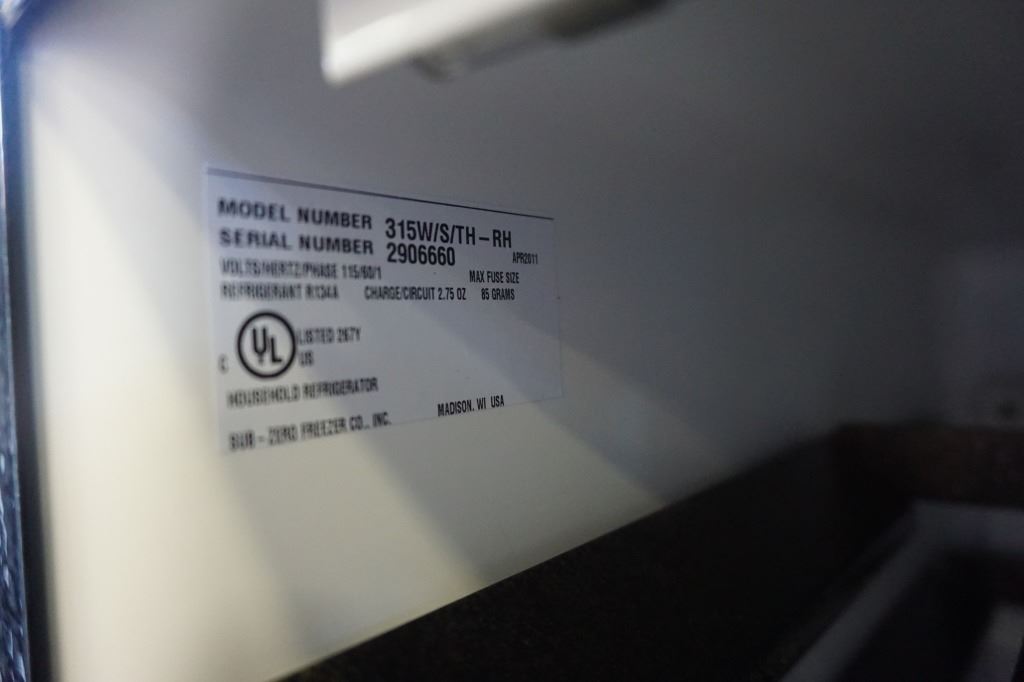 MODEL NUMBER 315W/S/TH-RH
SERIAL NUMBER 2906660 APR2011
VOLTS/HERTZ/PHASE 115/60/1 MAX FUSE SIZE
REFRIGERANT R134A CHARGE/CIRCUIT 2.75 OZ 85 GRAMS
C UL US LISTED 267Y
HOUSEHOLD REFRIGERATOR
SUB-ZERO FREEZER CO., INC. MADISON, WI USA